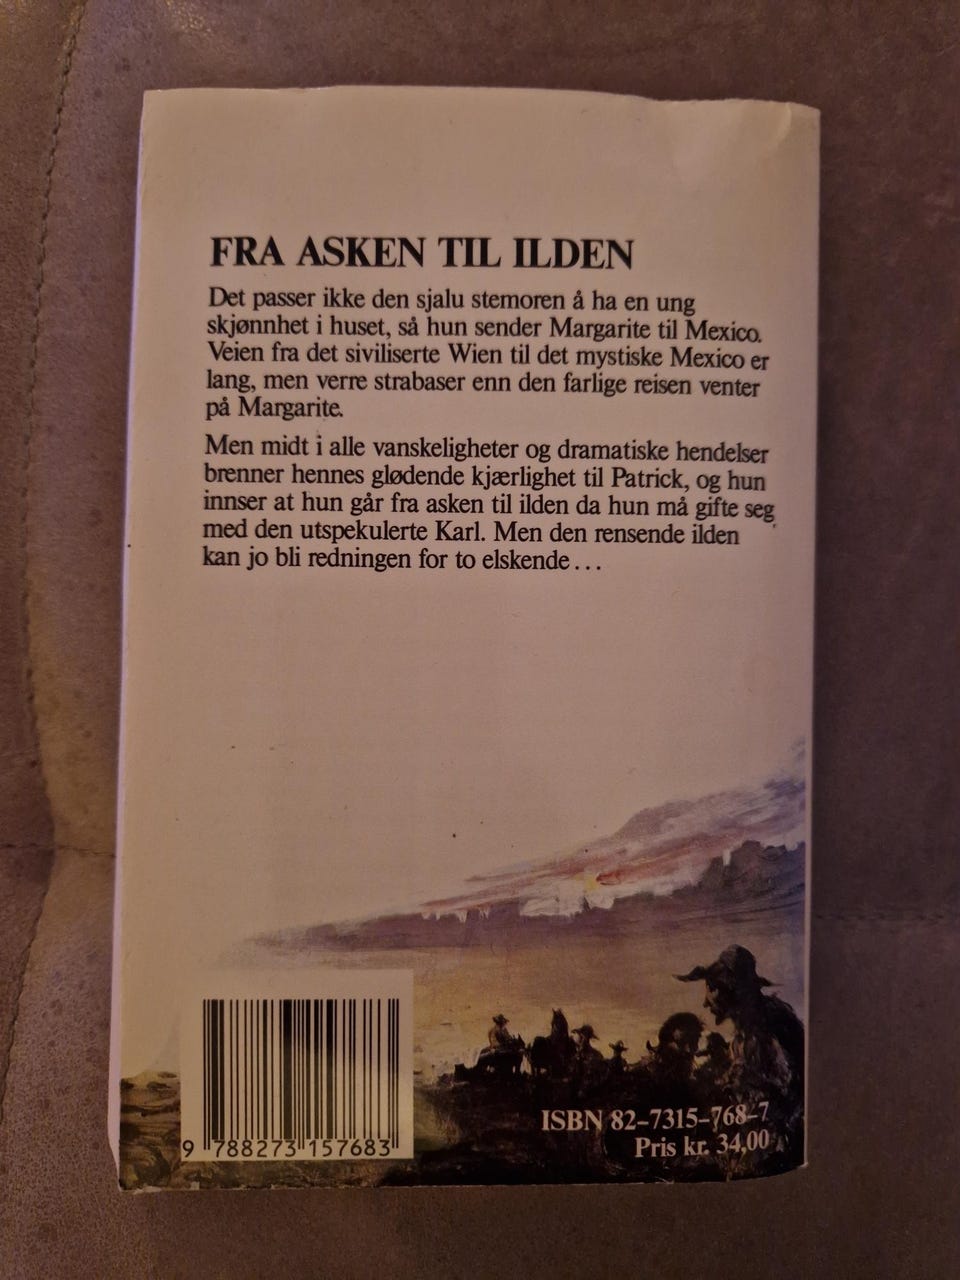 FRA ASKEN TIL ILDEN
Det passer ikke den sjalu stemoren å ha en ung
skjønnhet i huset, så hun sender Margarite til Mexico.
Veien fra det siviliserte Wien til det mystiske Mexico er
lang, men verre strabaser enn den farlige reisen venter
på Margarite.
Men midt i alle vanskeligheter og dramatiske hendelser
brenner hennes glødende kjærlighet til Patrick, og hun
innser at hun går fra asken til ilden da hun må gifte seg
med den utspekulerte Karl. Men den rensende ilden
kan jo bli redningen for to elskende...
ISBN 82-7315-768-7
Pris kr. 34,00
9 788273 157683